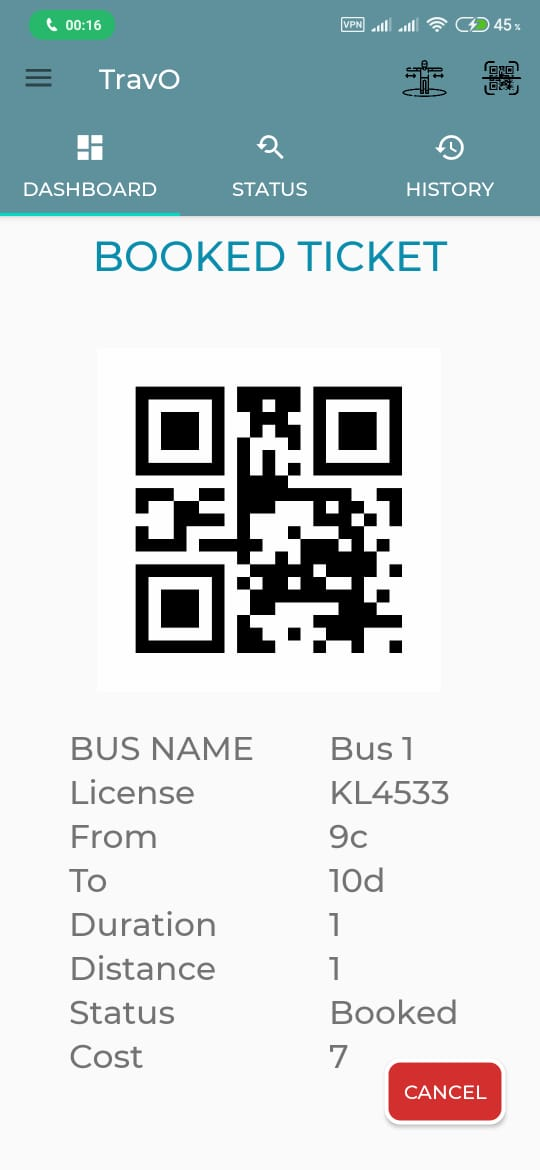 00:16
VPN
45%
TravO
DASHBOARD STATUS HISTORY
BOOKED TICKET
BUS NAME Bus 1
License KL4533
From 9c
To 10d
Duration 1
Distance 1
Status Booked
Cost 7
CANCEL